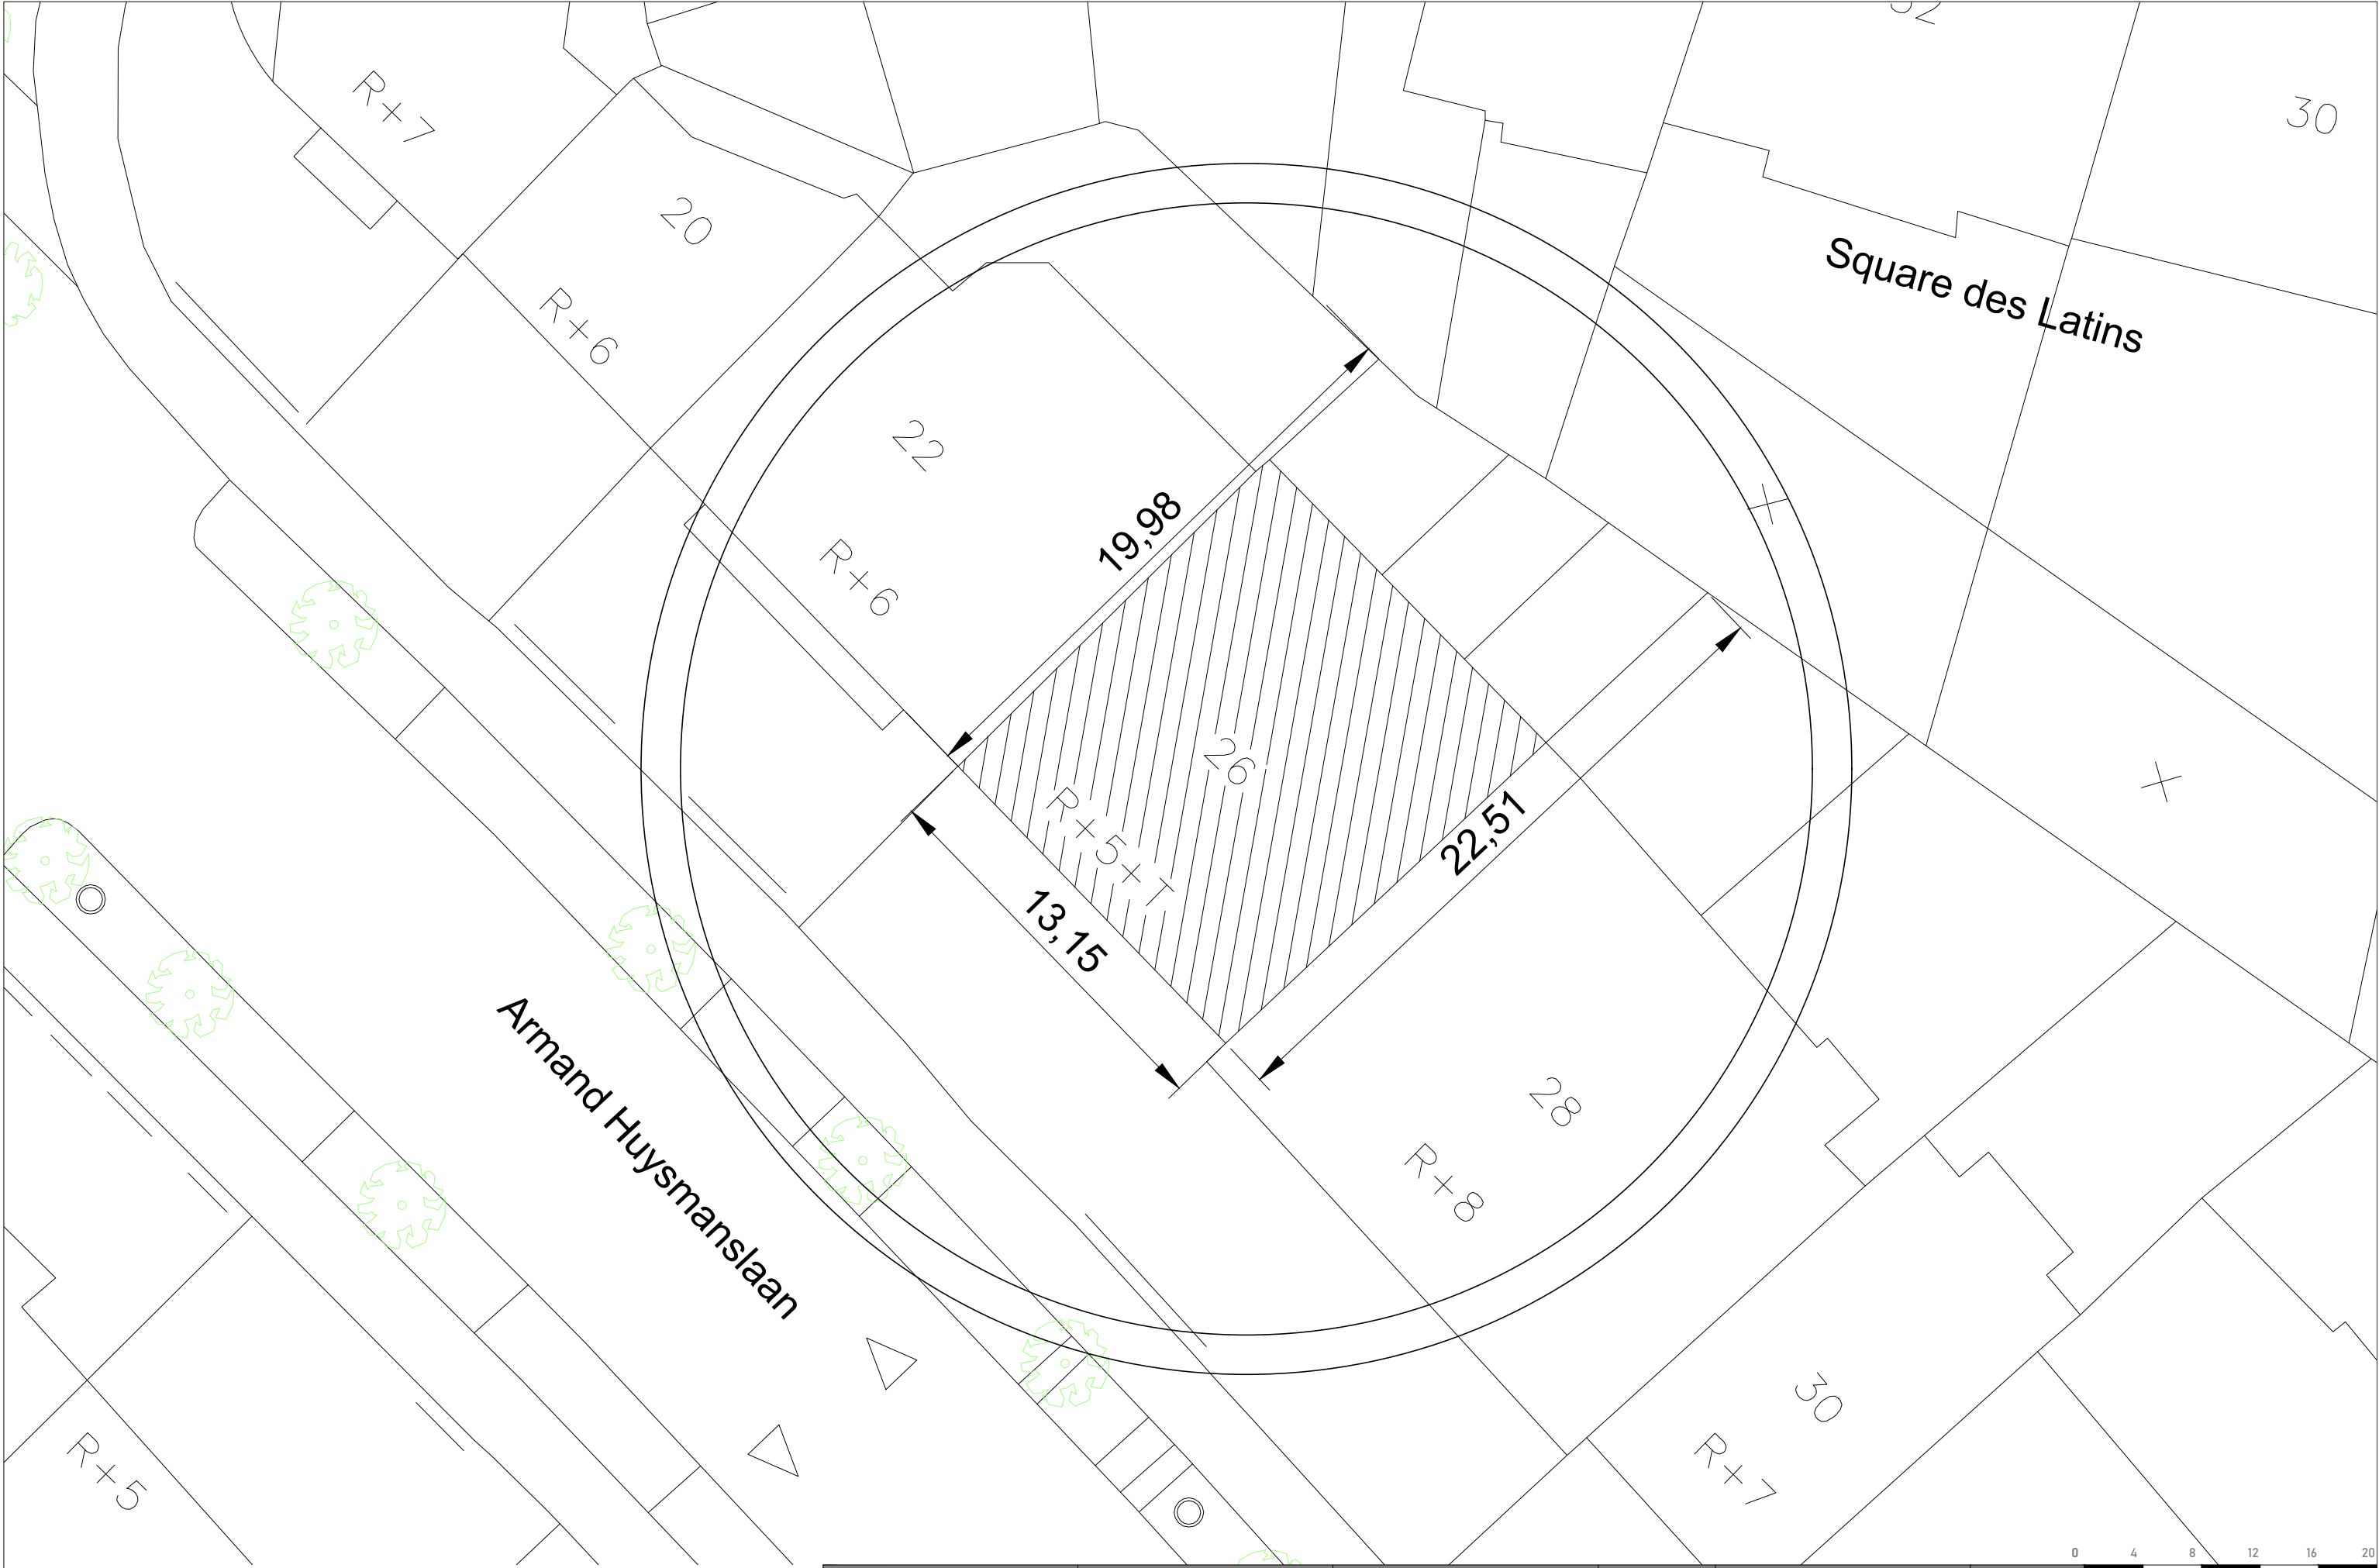 32
30
R+7
20
Square des Latins
R+6
22
19,98
R+6
26
R+5+T
22,51
13,15
Armand Huysmanslaan
28
R+8
30
R+7
R+5
0 4 8 12 16 20